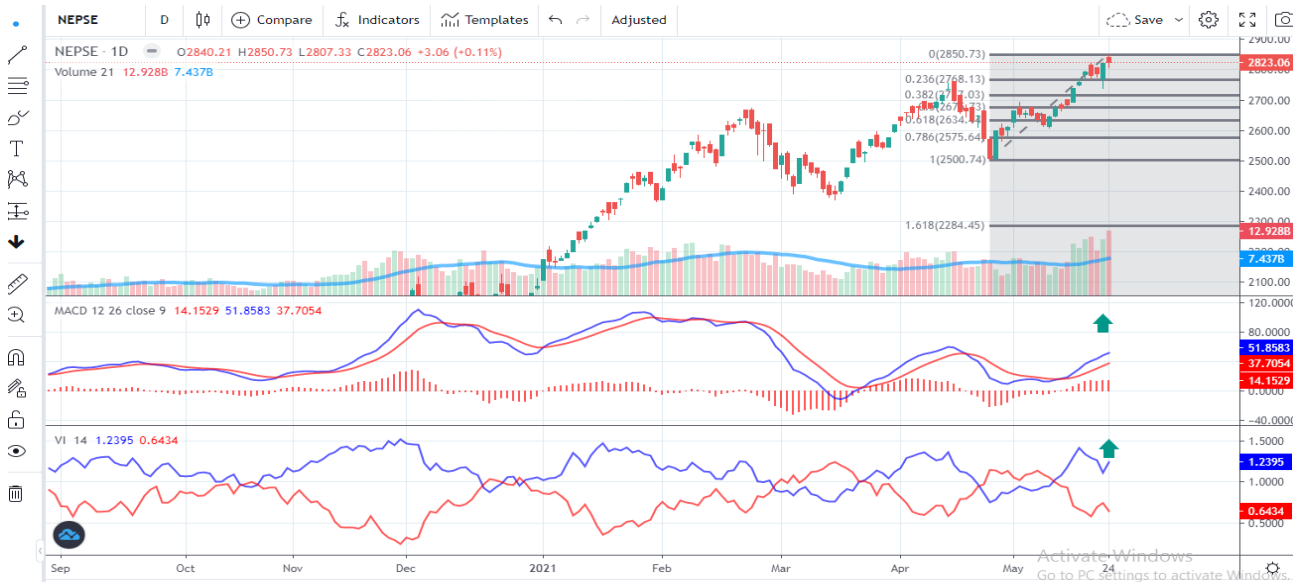 NEPSE D Compare Indicators Templates Adjusted Save
NEPSE · 1D O2840.21 H2850.73 L2807.33 C2823.06 +3.06 (+0.11%)
Volume 21 12.928B 7.437B
0(2850.73)
0.236(2768.13)
0.618(2634.
0.786(2575.64)
1(2500.74)
1.618(2284.45)
2900.00
2823.06
2700.00
2600.00
2500.00
2400.00
2300.00
12.928B
7.437B
2100.00
MACD 12 26 close 9 14.1529 51.8583 37.7054
120.0000
80.0000
51.8583
37.7054
14.1529
0.0000
-40.0000
VI 14 1.2395 0.6434
1.5000
1.2395
1.0000
0.6434
0.5000
Sep Oct Nov Dec 2021 Feb Mar Apr May 24
Activate Windows
Go to PC settings to activate Windows.